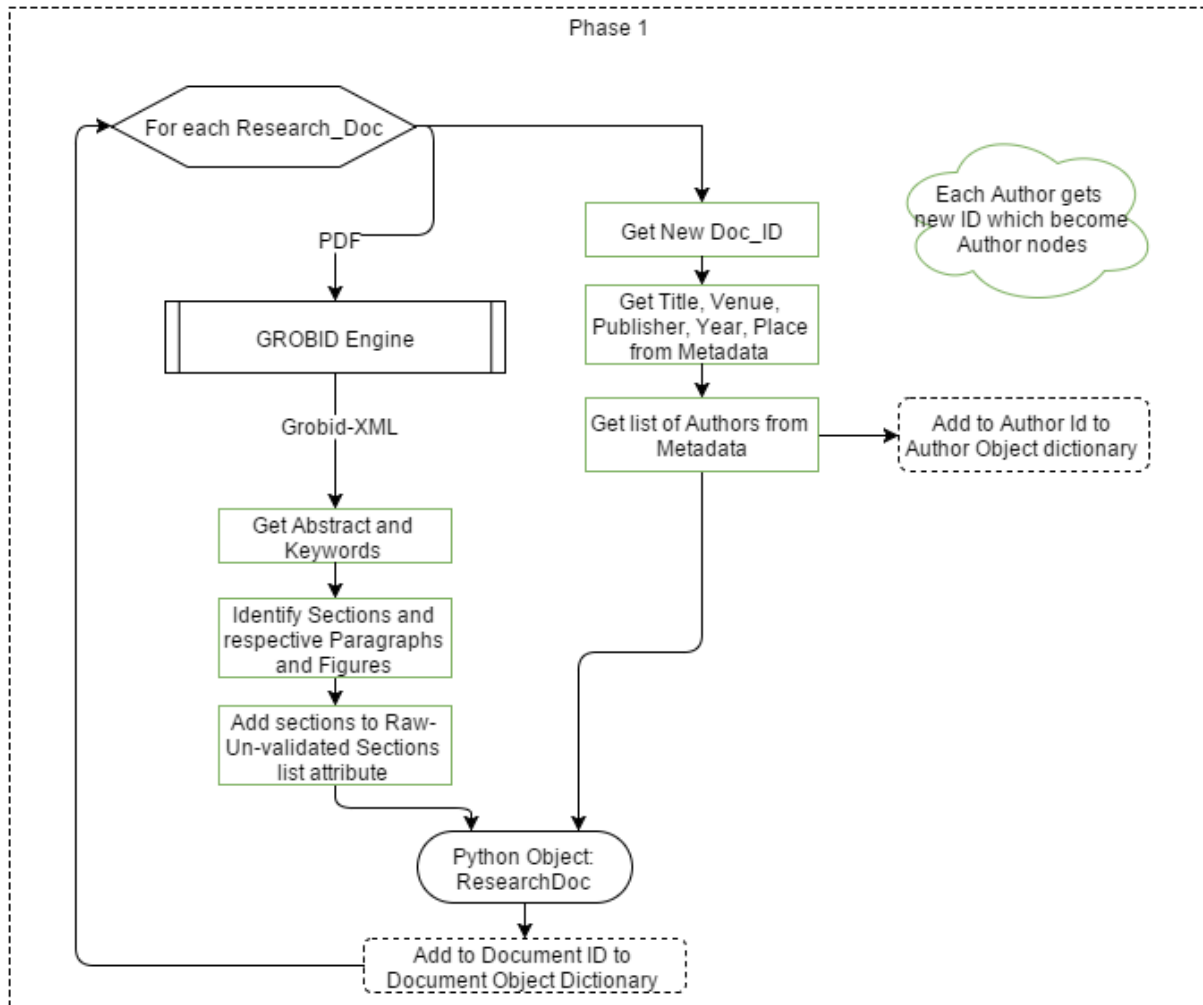 Phase 1
For each Research_Doc
Each Author gets
new ID which become
Author nodes
PDF
Get New Doc_ID
GROBID Engine
Get Title, Venue,
Publisher, Year, Place
from Metadata
Grobid-XML
Get list of Authors from
Metadata
Add to Author Id to
Author Object dictionary
Get Abstract and
Keywords
Identify Sections and
respective Paragraphs
and Figures
Add sections to Raw-
Un-validated Sections
list attribute
Python Object:
ResearchDoc
Add to Document ID to
Document Object Dictionary